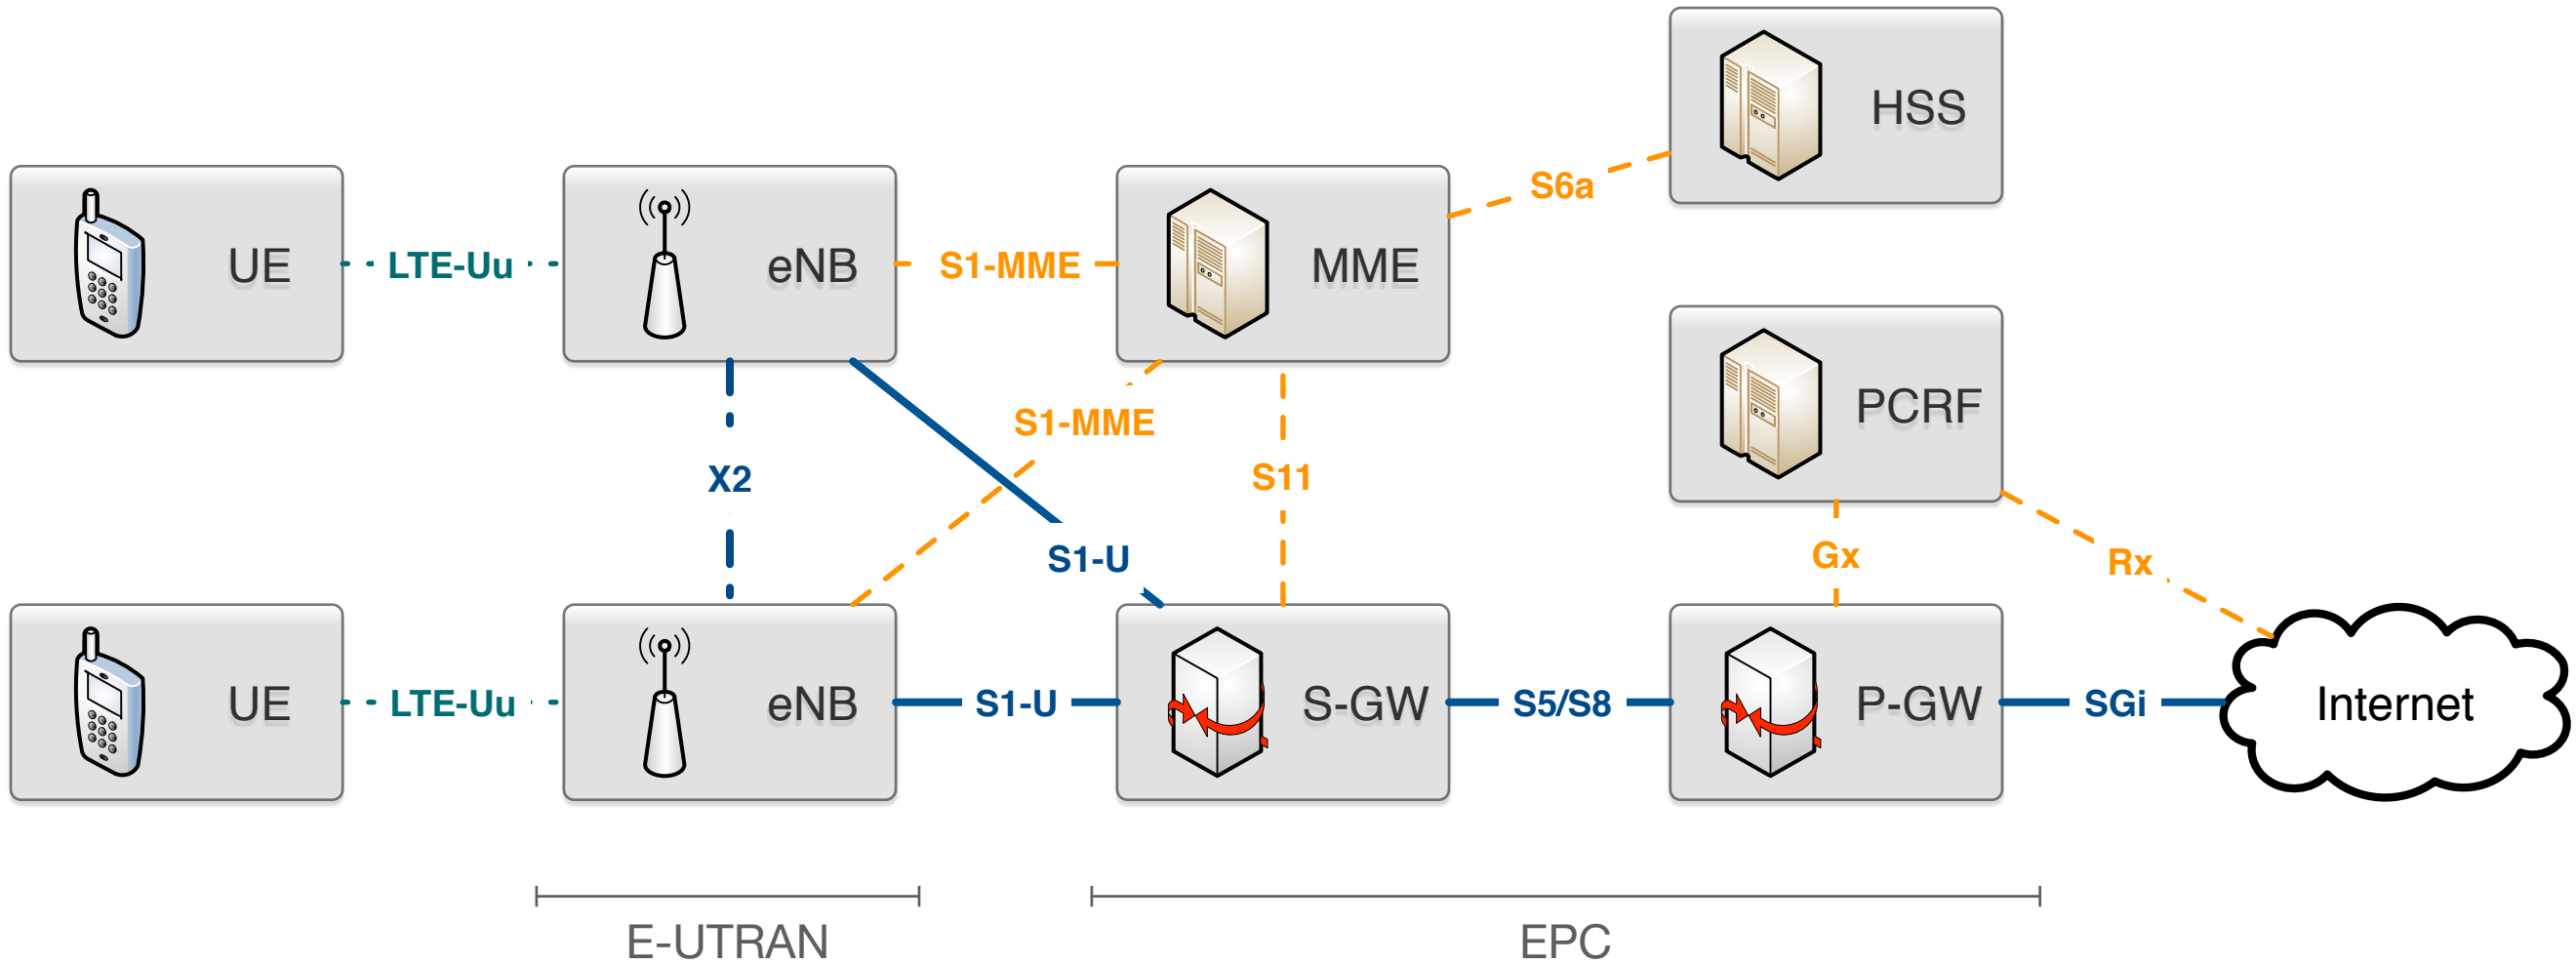 HSS
S6a
UE
LTE-Uu
eNB
S1-MME
MME
PCRF
S1-MME
X2
S11
S1-U
Gx
Rx
UE
LTE-Uu
eNB
S1-U
S-GW
S5/S8
P-GW
SGi
Internet
E-UTRAN
EPC